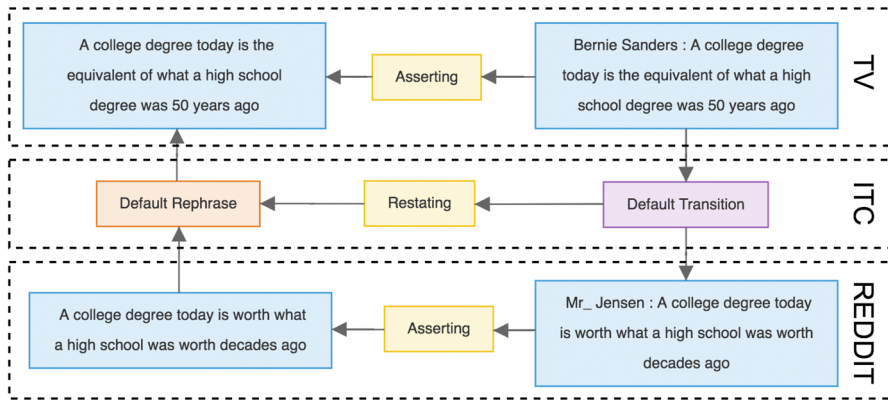 A college degree today is the
equivalent of what a high school
degree was 50 years ago
Asserting
Bernie Sanders : A college degree
today is the equivalent of what a high
school degree was 50 years ago
TV
Default Rephrase
Restating
Default Transition
ITC
A college degree today is worth what
a high school was worth decades ago
Asserting
Mr_ Jensen : A college degree today
is worth what a high school was worth
decades ago
REDDIT